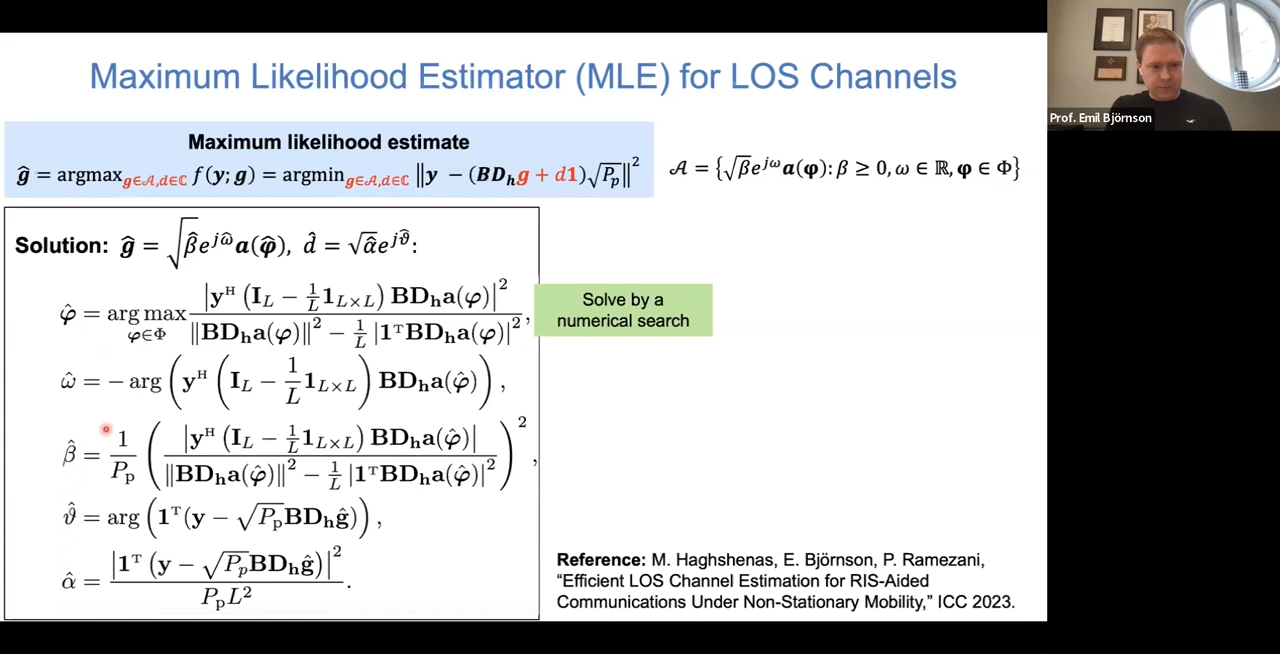 Maximum Likelihood Estimator (MLE) for LOS Channels
Prof. Emil Björnson
Maximum likelihood estimate
ĝ = argmax_{g∈𝒜,d∈ℂ} f(y; g) = argmin_{g∈𝒜,d∈ℂ} ‖y − (BD_h g + d1)√P_p‖²
𝒜 = {√β e^{jω} a(φ): β ≥ 0, ω ∈ ℝ, φ ∈ Φ}
Solution: ĝ = √β̂ e^{jω̂} a(φ̂), d̂ = √α̂ e^{jϑ̂}:
φ̂ = arg max_{φ∈Φ} |y^H (I_L − 1/L 1_{L×L}) BD_h a(φ)|² / (‖BD_h a(φ)‖² − 1/L |1^T BD_h a(φ)|²),
Solve by a
numerical search
ω̂ = − arg (y^H (I_L − 1/L 1_{L×L}) BD_h a(φ̂)),
β̂ = 1/P_p (|y^H (I_L − 1/L 1_{L×L}) BD_h a(φ̂)| / (‖BD_h a(φ̂)‖² − 1/L |1^T BD_h a(φ̂)|²))²,
ϑ̂ = arg (1^T (y − √P_p BD_h ĝ)),
α̂ = |1^T (y − √P_p BD_h ĝ)|² / (P_p L²).
Reference: M. Haghshenas, E. Björnson, P. Ramezani,
“Efficient LOS Channel Estimation for RIS-Aided
Communications Under Non-Stationary Mobility,” ICC 2023.